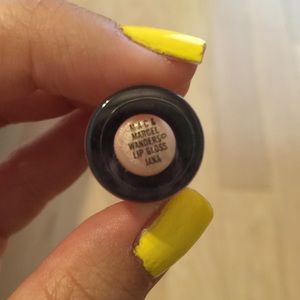 M·A·C &
MARCEL
WANDERS©
LIP GLOSS
JANA